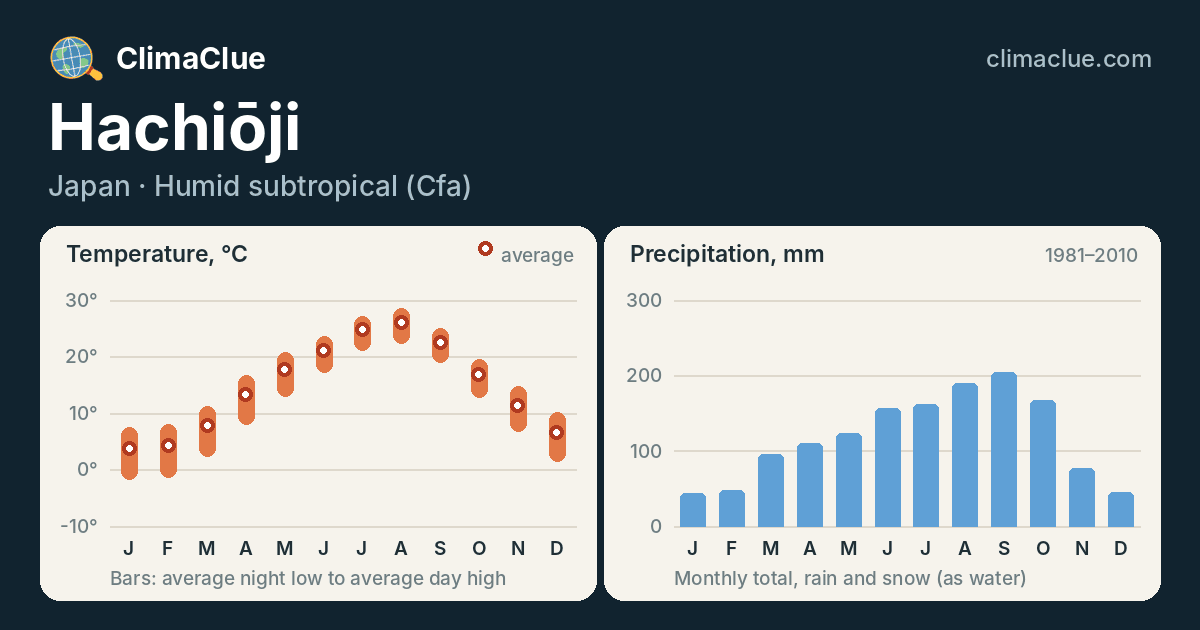 ClimaClue
climaclue.com
Hachiōji
Japan · Humid subtropical (Cfa)
Temperature, °C
average
30°
20°
10°
0°
-10°
J F M A M J J A S O N D
Bars: average night low to average day high
Precipitation, mm
1981–2010
300
200
100
0
J F M A M J J A S O N D
Monthly total, rain and snow (as water)